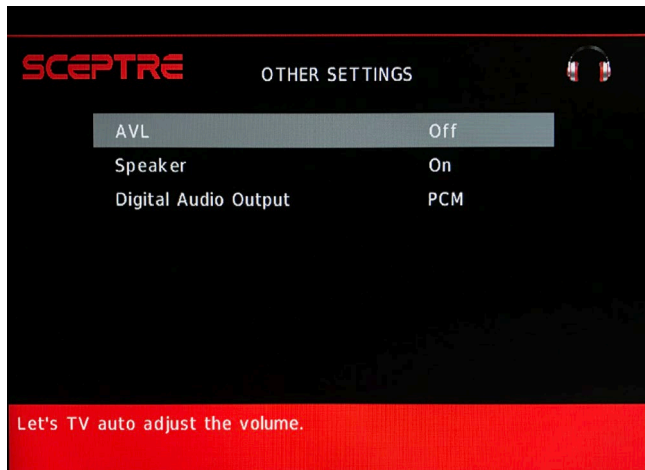 SCEPTRE OTHER SETTINGS
AVL Off
Speaker On
Digital Audio Output PCM
Let's TV auto adjust the volume.